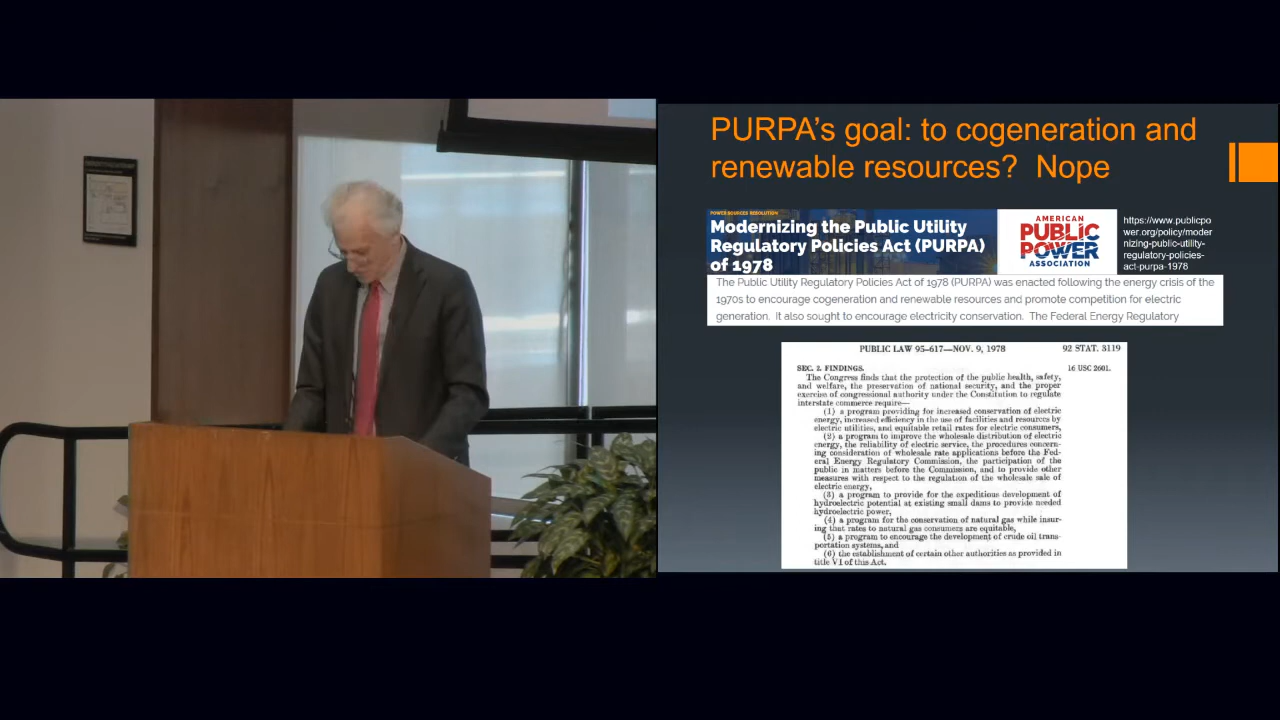 PURPA's goal: to cogeneration and
renewable resources?  Nope
POWER SOURCES RESOLUTION
Modernizing the Public Utility
Regulatory Policies Act (PURPA)
of 1978
AMERICAN
PUBLIC
POWER
ASSOCIATION
https://www.publicpo
wer.org/policy/moder
nizing-public-utility-
regulatory-policies-
act-purpa-1978
The Public Utility Regulatory Policies Act of 1978 (PURPA) was enacted following the energy crisis of the
1970s to encourage cogeneration and renewable resources and promote competition for electric
generation.  It also sought to encourage electricity conservation.  The Federal Energy Regulatory
PUBLIC LAW 95-617—NOV. 9, 1978
92 STAT. 3119
SEC. 2. FINDINGS.
16 USC 2601.
The Congress finds that the protection of the public health, safety,
and welfare, the preservation of national security, and the proper
exercise of congressional authority under the Constitution to regulate
interstate commerce require—
(1) a program providing for increased conservation of electric
energy, increased efficiency in the use of facilities and resources by
electric utilities, and equitable retail rates for electric consumers,
(2) a program to improve the wholesale distribution of electric
energy, the reliability of electric service, the procedures concern-
ing consideration of wholesale rate applications before the Fed-
eral Energy Regulatory Commission, the participation of the
public in matters before the Commission, and to provide other
measures with respect to the regulation of the wholesale sale of
electric energy,
(3) a program to provide for the expeditious development of
hydroelectric potential at existing small dams to provide needed
hydroelectric power,
(4) a program for the conservation of natural gas while insur-
ing that rates to natural gas consumers are equitable,
(5) a program to encourage the development of crude oil trans-
portation systems, and
(6) the establishment of certain other authorities as provided in
title VI of this Act.